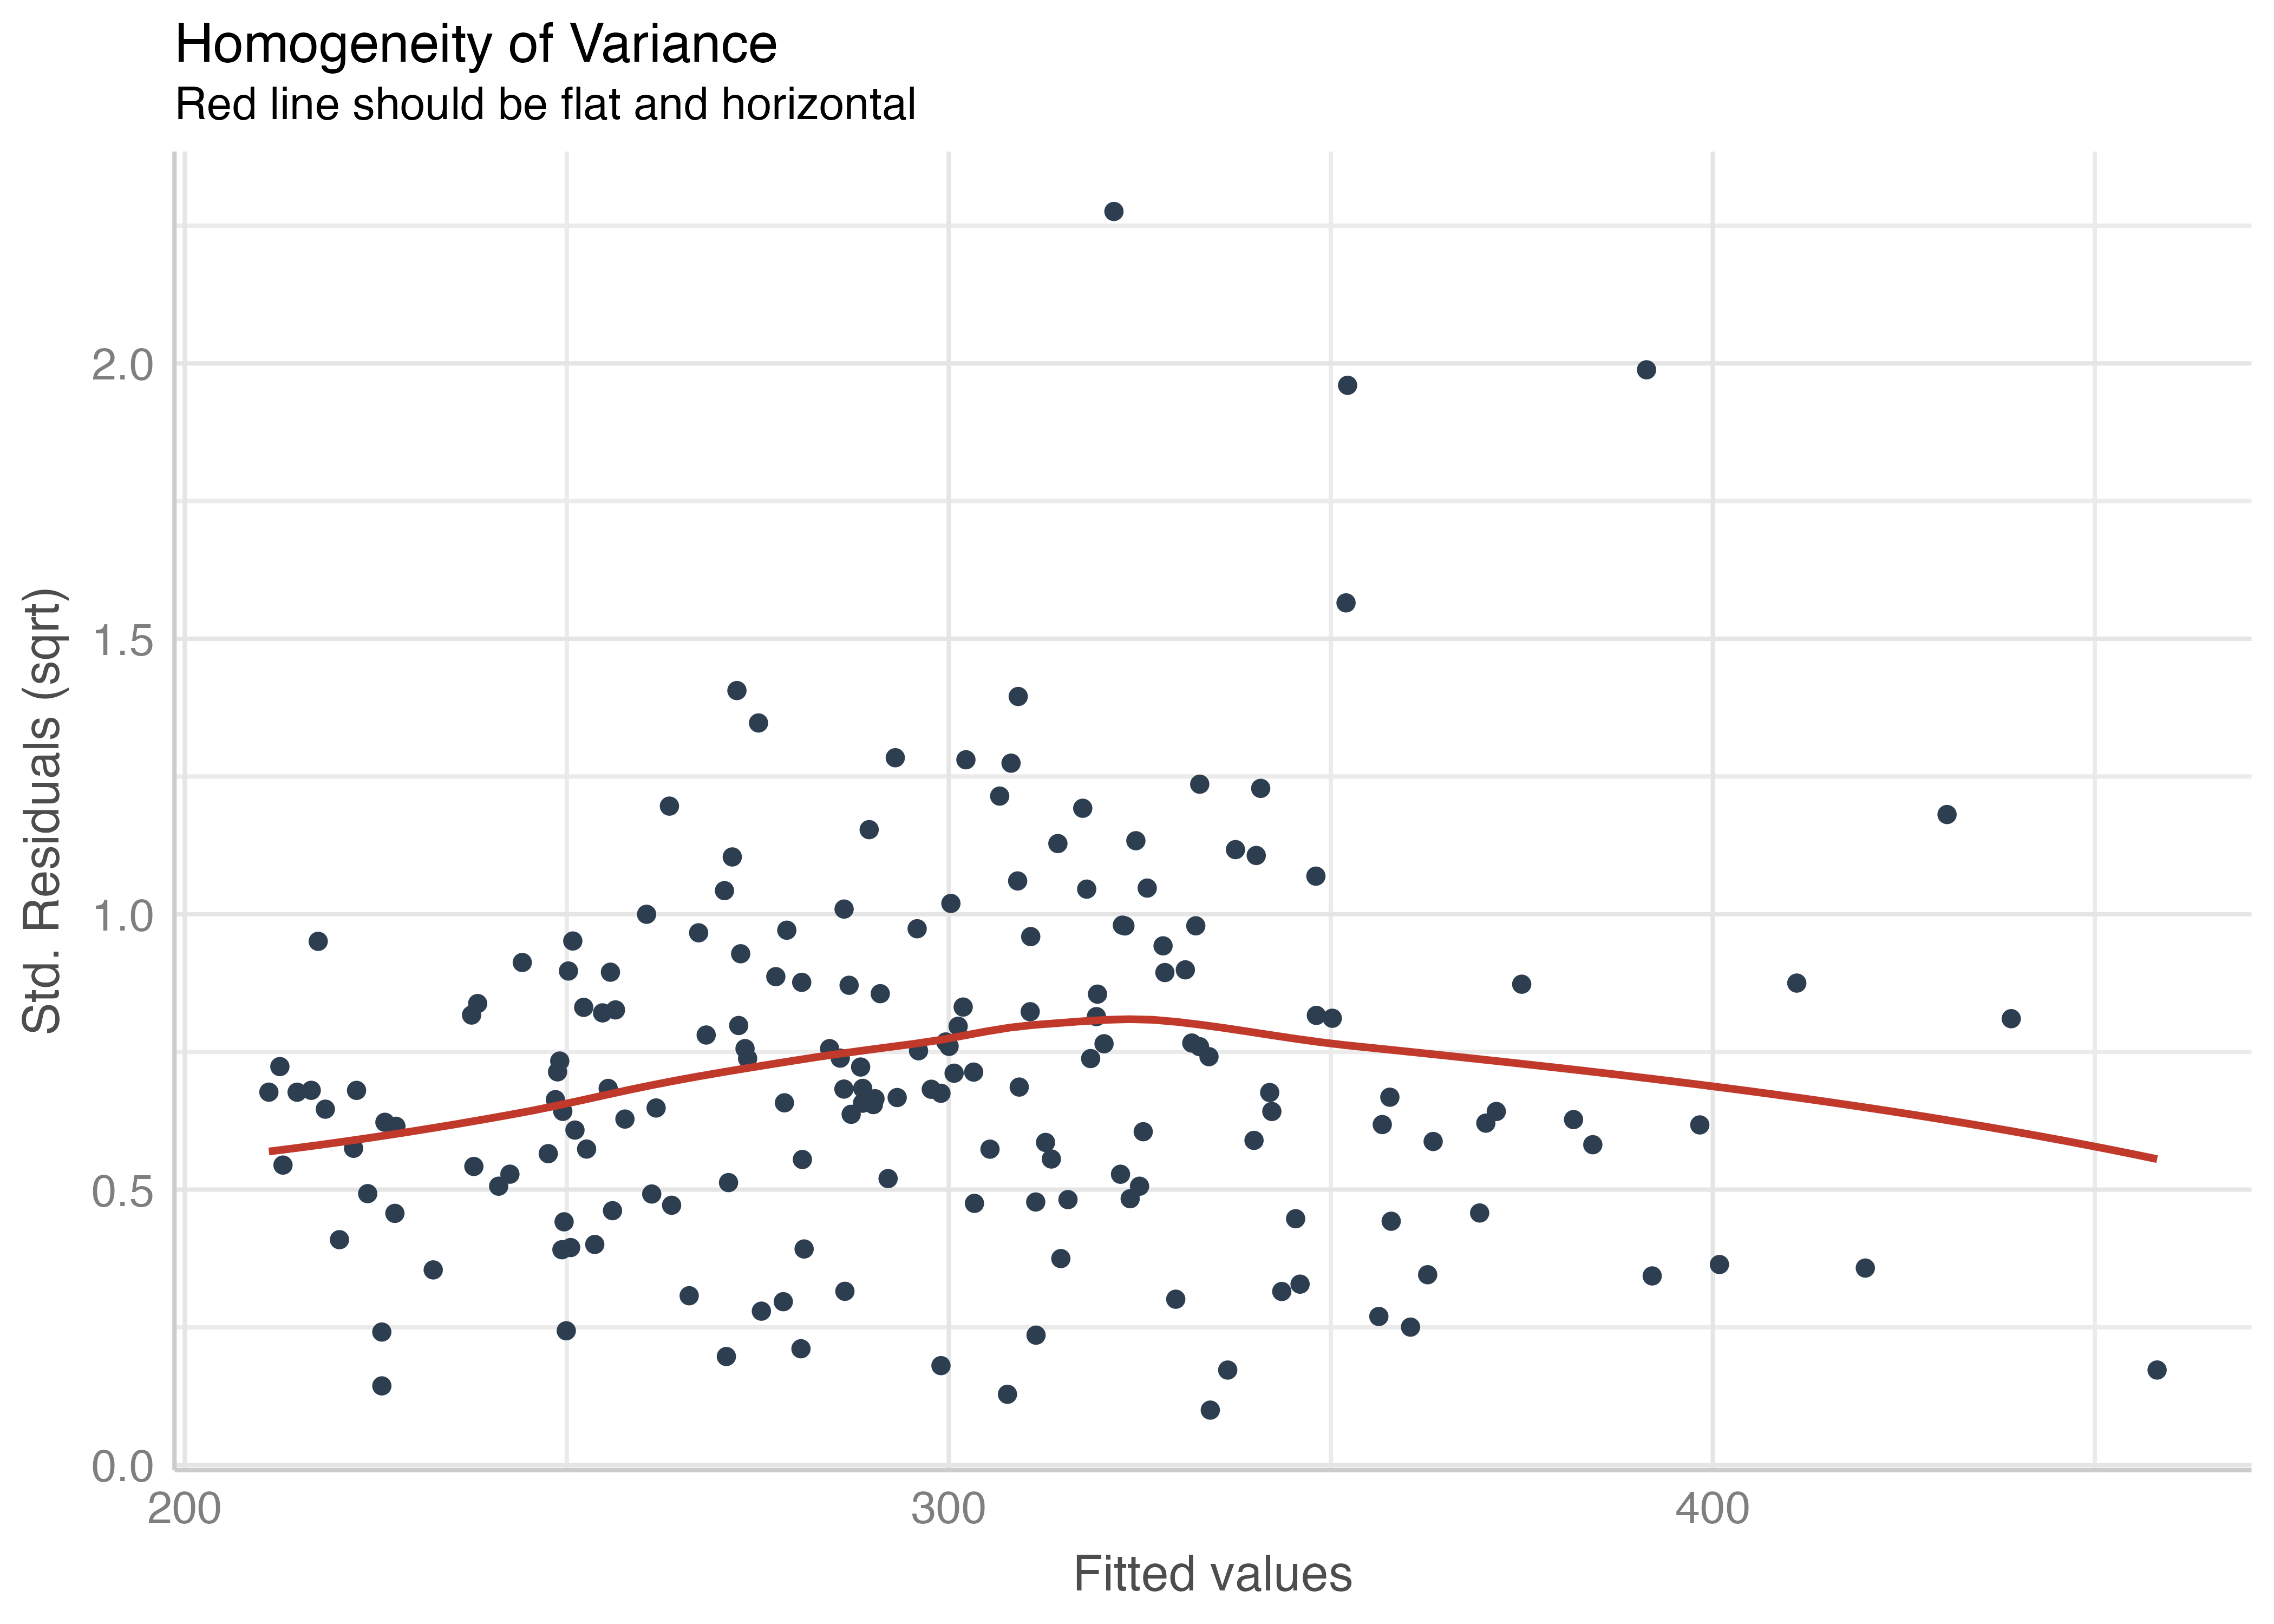 Homogeneity of Variance
Red line should be flat and horizontal
Std. Residuals (sqrt)
2.0
1.5
1.0
0.5
0.0
200
300
400
Fitted values